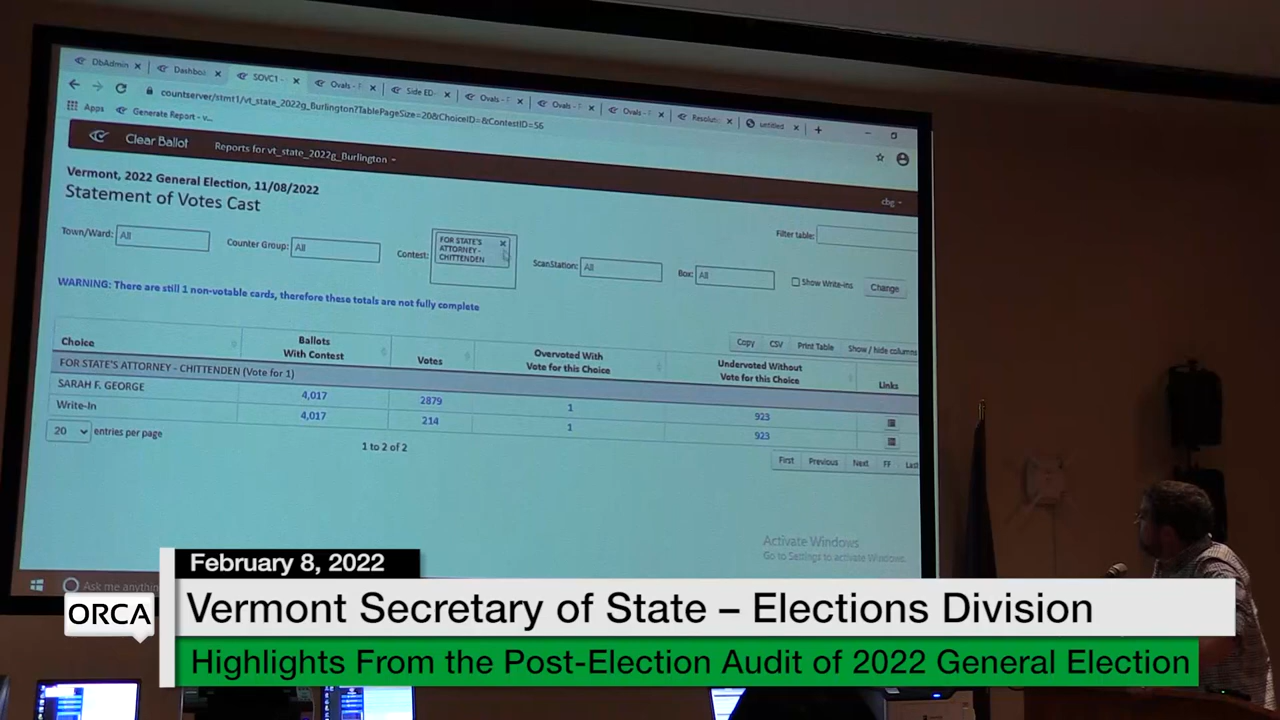 DbAdmin
Dashbo
SOVC1 -
Ovals -
Side ED
Ovals -
Ovals -
Ovals -
Resolu
untitled
countserver/stmt1/vt_state_2022g_Burlington?TablePageSize=20&ChoiceID=&ContestID=56
Apps
Generate Report - v...
Clear Ballot
Reports for vt_state_2022g_Burlington
cbg
Vermont, 2022 General Election, 11/08/2022
Statement of Votes Cast
Town/Ward: All
Counter Group: All
Contest: FOR STATE'S
ATTORNEY -
CHITTENDEN
ScanStation: All
Box: All
Filter table:
Show Write-ins
Change
WARNING: There are still 1 non-votable cards, therefore these totals are not fully complete
Copy CSV Print Table Show / hide columns
Choice Ballots With Contest Votes Overvoted With Vote for this Choice Undervoted Without Vote for this Choice Links
FOR STATE'S ATTORNEY - CHITTENDEN (Vote for 1)
SARAH F. GEORGE 4,017 2879 1 923
Write-In 4,017 214 1 923
20 entries per page
1 to 2 of 2
First Previous Next FF Last
Activate Windows
Go to Settings to activate Windows.
Ask me anythin
February 8, 2022
ORCA
Vermont Secretary of State – Elections Division
Highlights From the Post-Election Audit of 2022 General Election